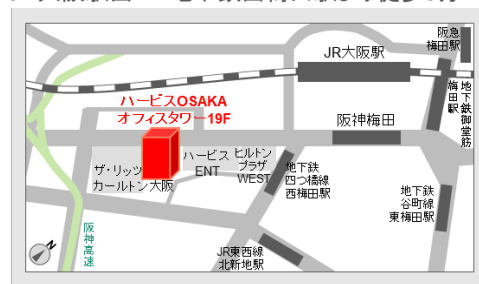 阪急
梅田駅
JR大阪駅
地下鉄御堂筋
梅田駅
ハービスOSAKA
オフィスタワー19F
阪神梅田
ハービス
ENT
ヒルトン
プラザ
WEST
ザ・リッツ
カールトン大阪
地下鉄
四つ橋線
西梅田駅
地下鉄
谷町線
東梅田駅
阪神高速
JR東西線
北新地駅
N